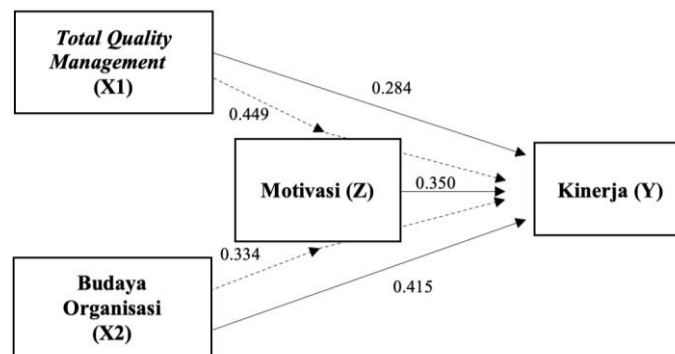 Total Quality
Management
(X1)
0.284
0.449
Motivasi (Z)
0.350
Kinerja (Y)
0.334
0.415
Budaya
Organisasi
(X2)